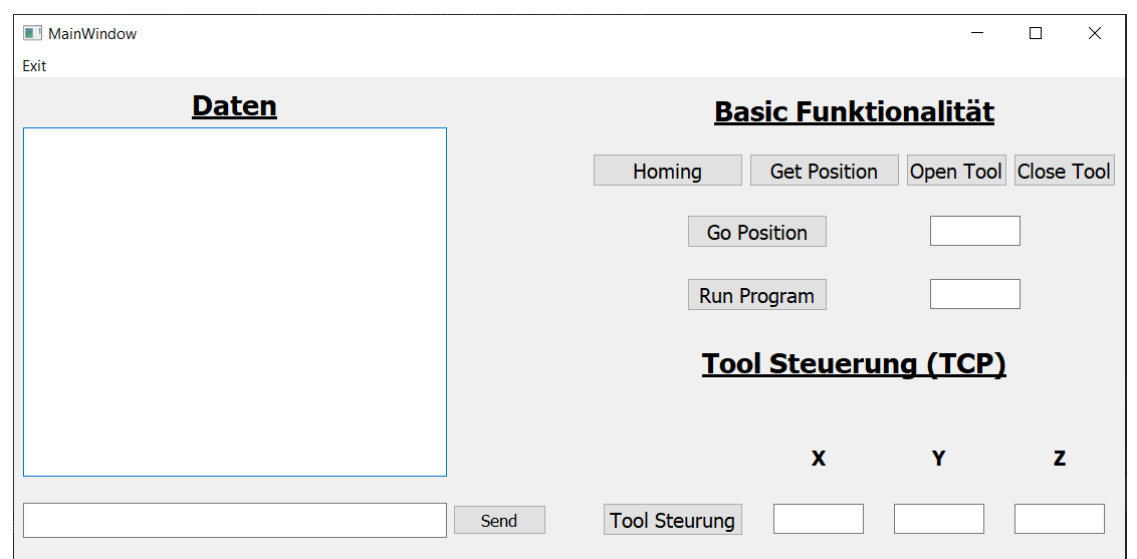 MainWindow
Exit
Daten
Basic Funktionalität
Homing Get Position Open Tool Close Tool
Go Position
Run Program
Tool Steuerung (TCP)
X Y Z
Send Tool Steurung